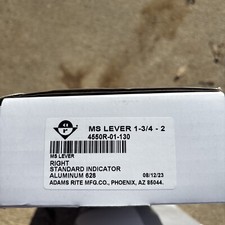 MS LEVER 1-3/4 - 2
4550R-01-130
MS LEVER
RIGHT
STANDARD INDICATOR
ALUMINUM 628
08/12/23
ADAMS RITE MFG.CO., PHOENIX, AZ 85044.